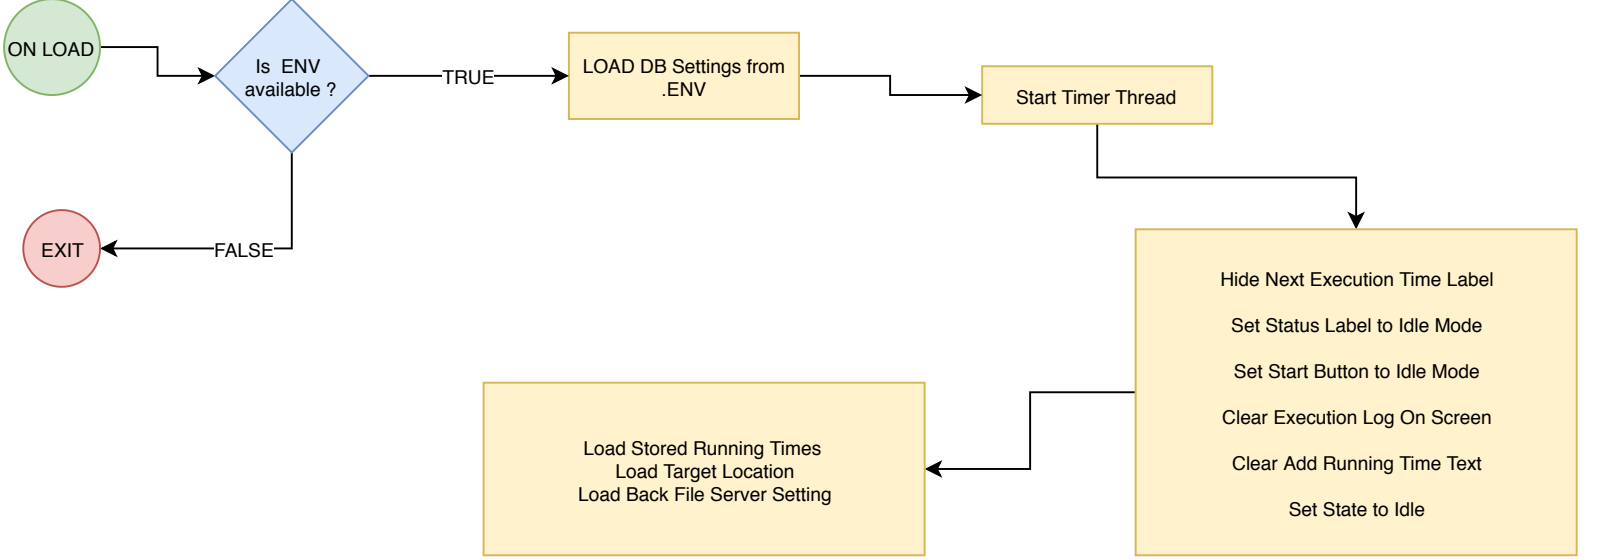 ON LOAD
Is ENV
available ?
TRUE
LOAD DB Settings from
.ENV
Start Timer Thread
EXIT
FALSE
Hide Next Execution Time Label
Set Status Label to Idle Mode
Set Start Button to Idle Mode
Clear Execution Log On Screen
Clear Add Running Time Text
Set State to Idle
Load Stored Running Times
Load Target Location
Load Back File Server Setting